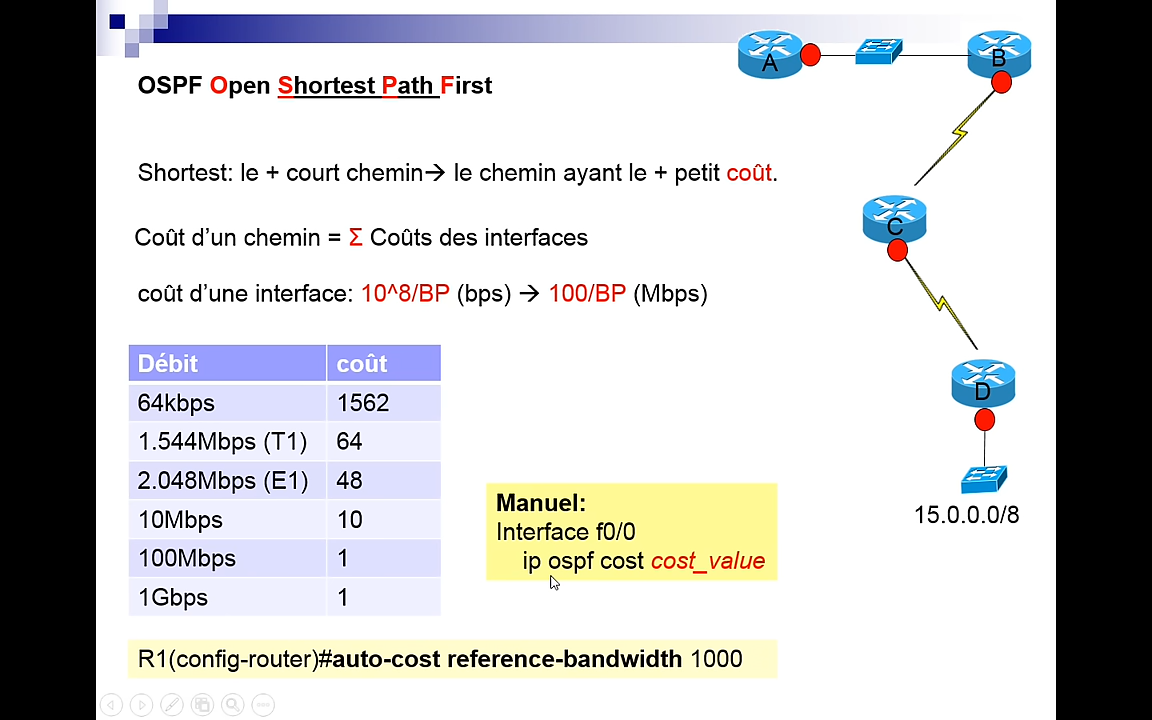 A
B
OSPF Open Shortest Path First
Shortest: le + court chemin→ le chemin ayant le + petit coût.
C
Coût d’un chemin = Σ Coûts des interfaces
coût d’une interface: 10^8/BP (bps) → 100/BP (Mbps)
Débit coût
64kbps 1562
1.544Mbps (T1) 64
2.048Mbps (E1) 48
10Mbps 10
100Mbps 1
1Gbps 1
D
15.0.0.0/8
Manuel:
Interface f0/0
ip ospf cost cost_value
R1(config-router)#auto-cost reference-bandwidth 1000